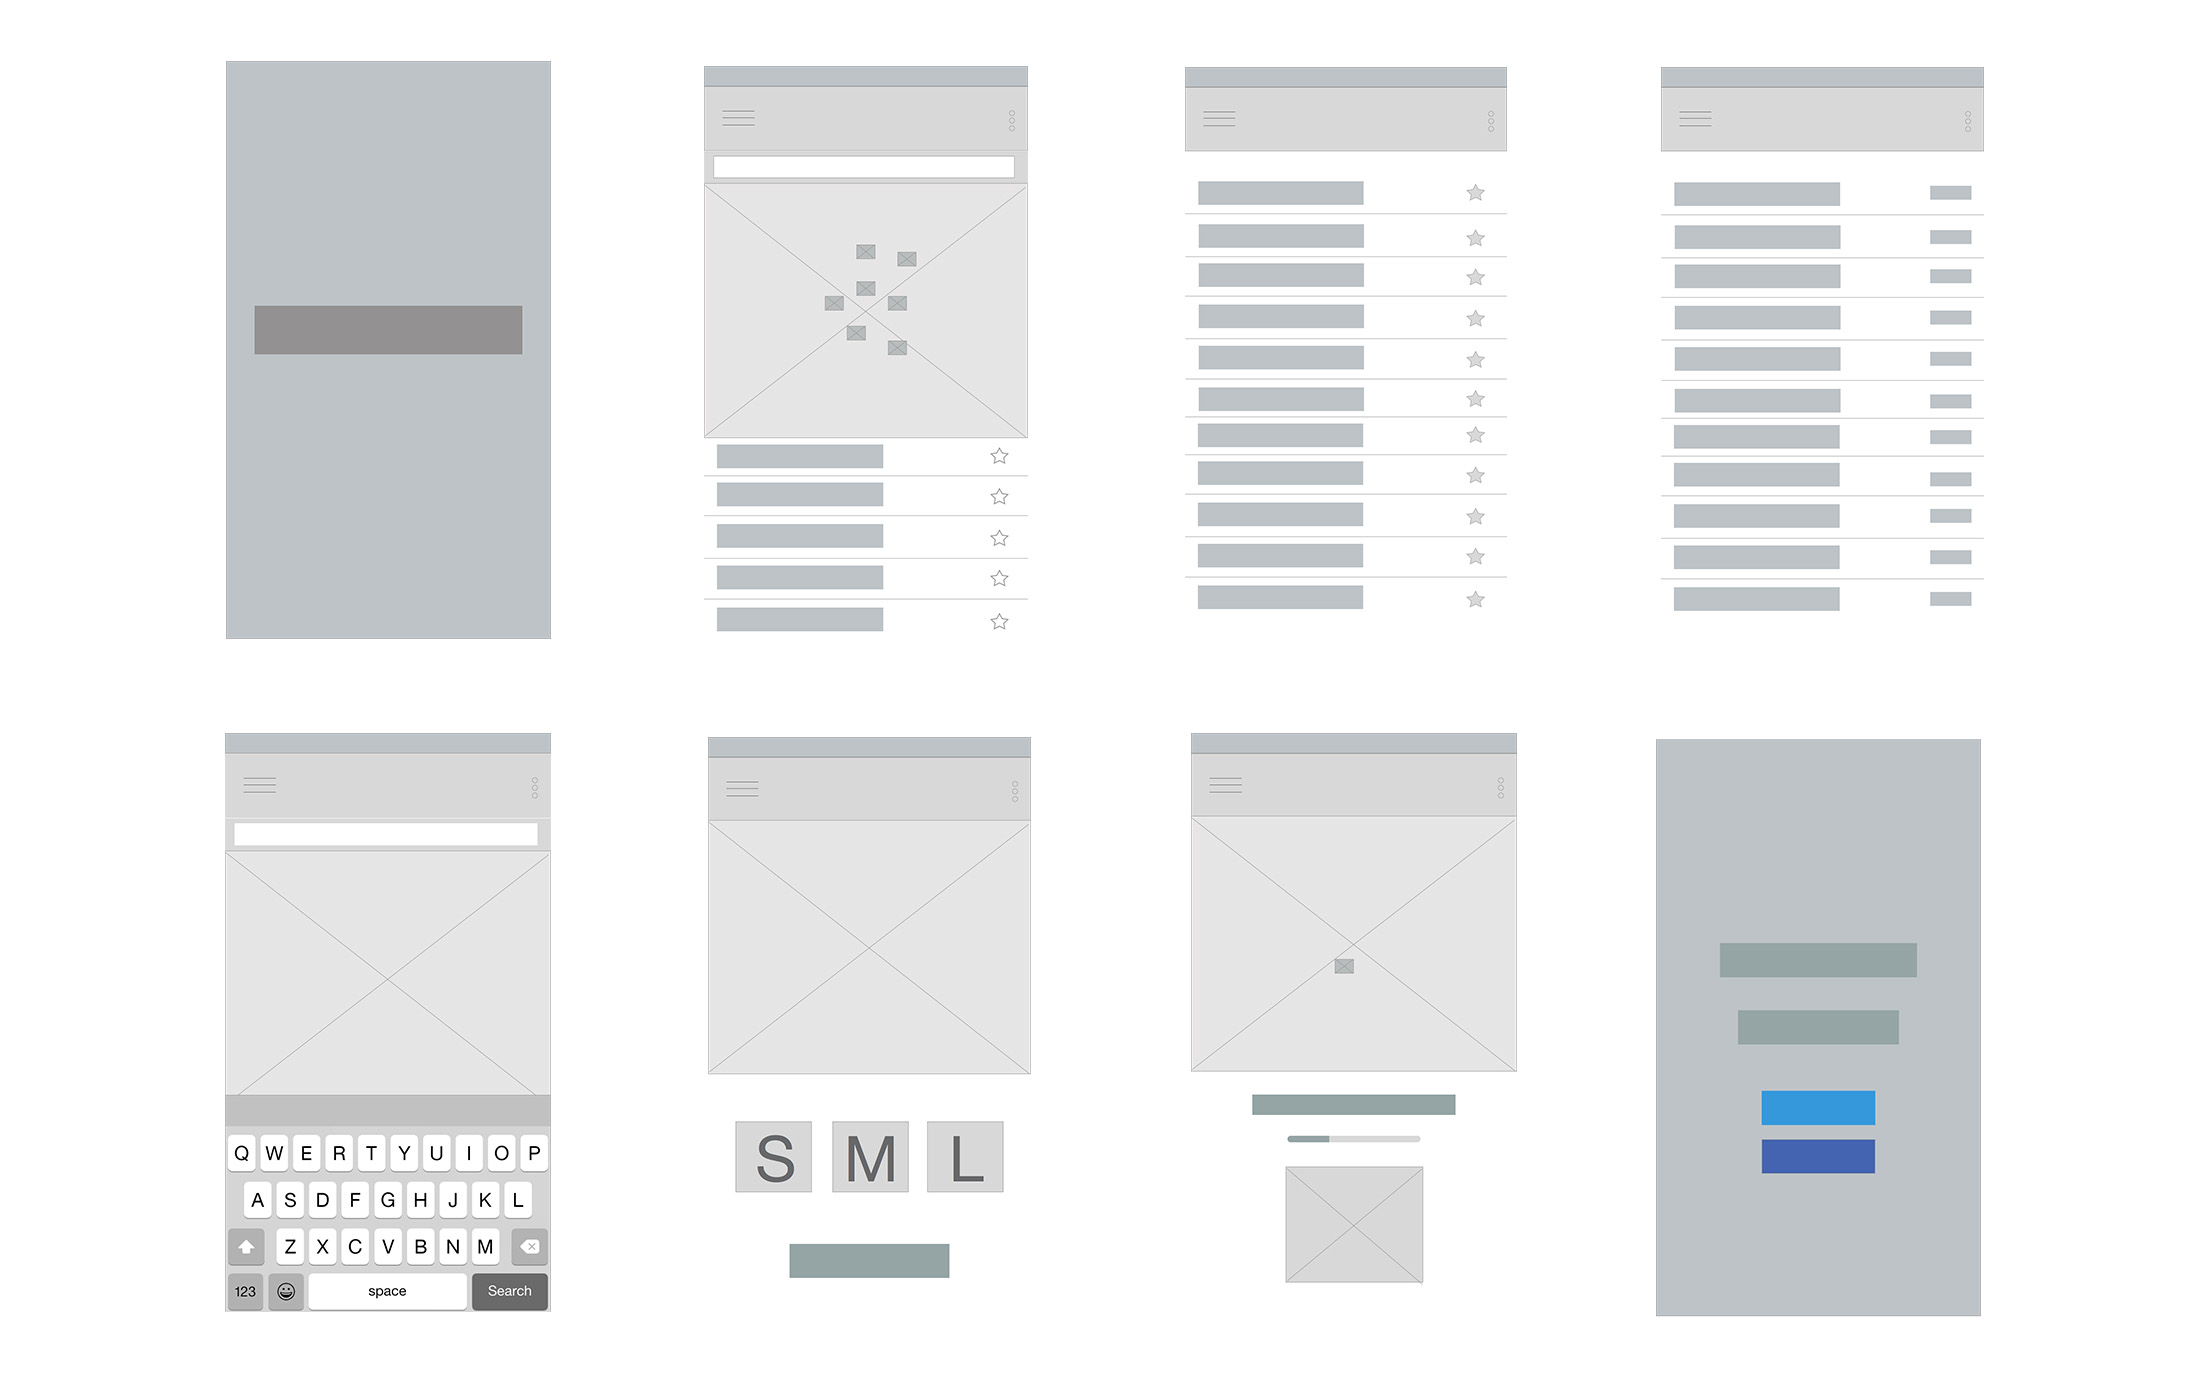 Q W E R T Y U I O P
A S D F G H J K L
Z X C V B N M
123 space Search
S M L